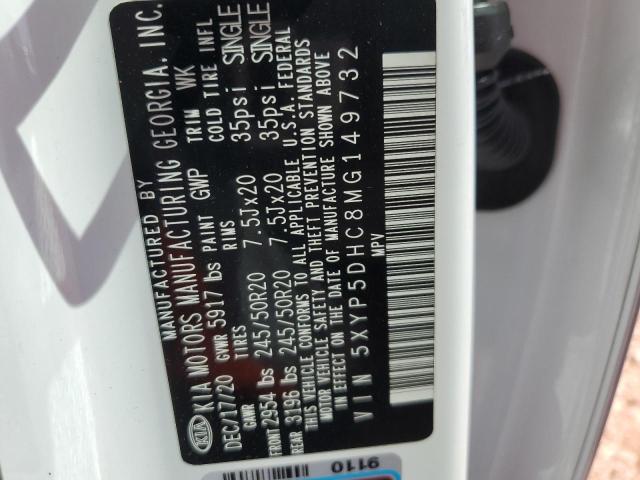 MANUFACTURED BY
KIA KIA MOTORS MANUFACTURING GEORGIA, INC.
DEC/17/20 GVWR 5917 lbs PAINT GWP TRIM WK
GAWR TIRES RIMS COLD TIRE INFL
FRONT 2954 lbs 245/50R20 7.5Jx20 35psi SINGLE
REAR 3196 lbs 245/50R20 7.5Jx20 35psi SINGLE
THIS VEHICLE CONFORMS TO ALL APPLICABLE U.S.A. FEDERAL
MOTOR VEHICLE SAFETY AND THEFT PREVENTION STANDARDS
IN EFFECT ON THE DATE OF MANUFACTURE SHOWN ABOVE
VIN 5XYP5DHC8MG149732
MPV
9110